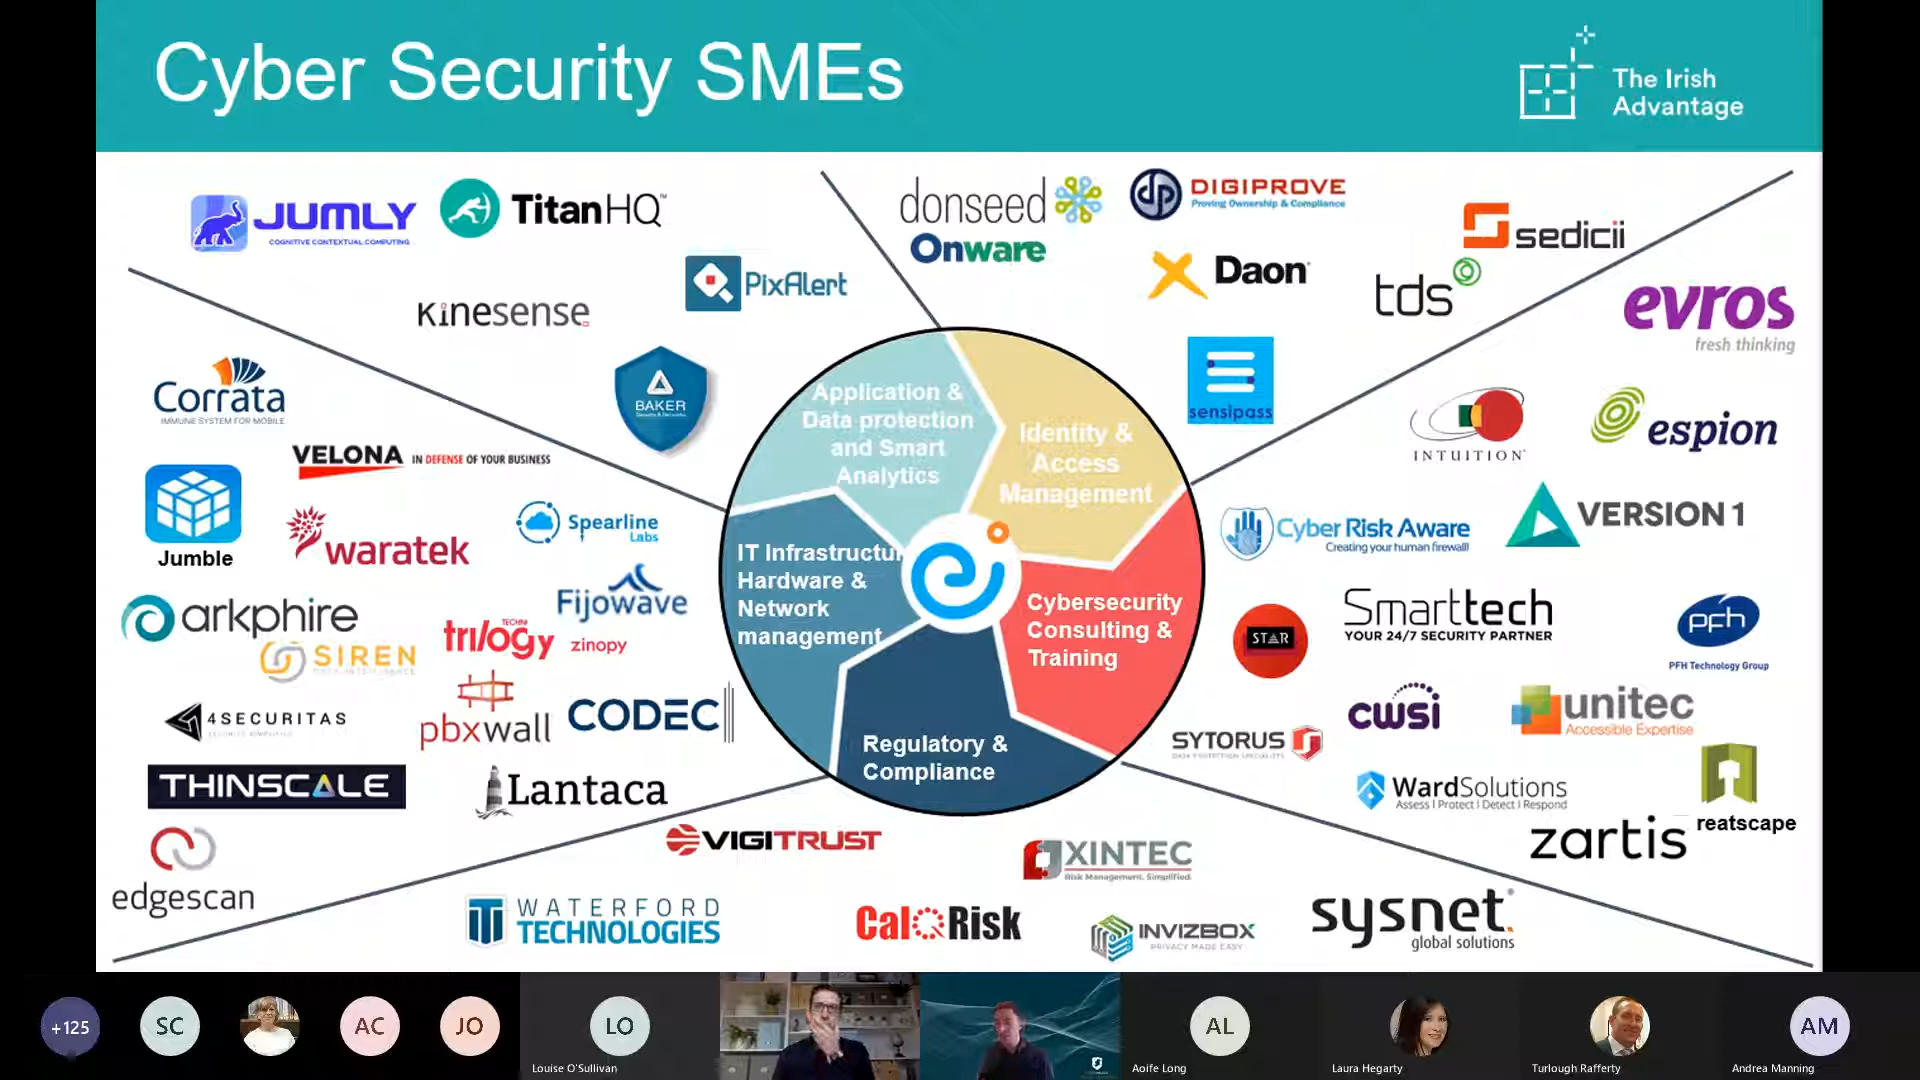 Cyber Security SMEs
The Irish
Advantage
JUMLY
COGNITIVE CONTEXTUAL COMPUTING
TitanHQ™
Kinesense
PixAlert
BAKER
donseed
Onware
dp
DIGIPROVE
Proving Ownership & Compliance
Daon
sedicii
tds
sensipass
evros
fresh thinking
Corrata
IMMUNE SYSTEM FOR MOBILE
VELONA IN DEFENSE OF YOUR BUSINESS
Jumble
waratek
Spearline
Labs
arkphire
SIREN
TECHNI
trilogy
Fijowave
zinopy
4SECURITAS
pbxwall
CODEC
THINSCALE
Lantaca
edgescan
Application &
Data protection
and Smart
Analytics
Identity &
Access
Management
IT Infrastructu
Hardware &
Network
management
Cybersecurity
Consulting &
Training
Regulatory &
Compliance
INTUITION
espion
Cyber Risk Aware
Creating your human firewall!
VERSION 1
STAR
Smarttech
YOUR 24/7 SECURITY PARTNER
pfh
PFH Technology Group
cwsi
unitec
Accessible Expertise
SYTORUS
DATA PROTECTION SPECIALISTS
WardSolutions
Assess | Protect | Detect | Respond
reatscape
zartis
VIGITRUST
XINTEC
Risk Management. Simplified.
WATERFORD
TECHNOLOGIES
CalQRisk
INVIZBOX
PRIVACY MADE EASY
sysnet.
global solutions
+125
SC
AC
JO
LO
Louise O'Sullivan
AL
Aoife Long
Laura Hegarty
Turlough Rafferty
AM
Andrea Manning